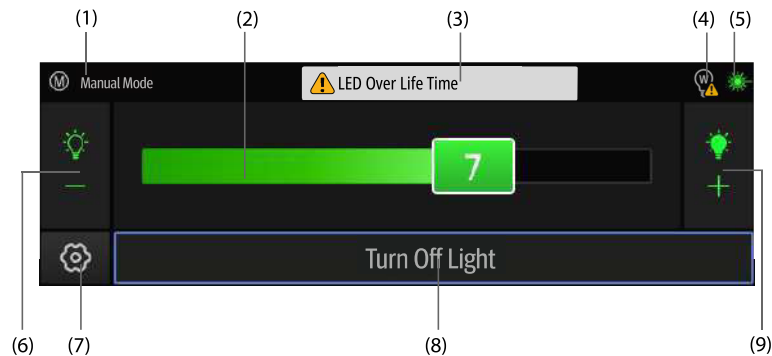 (1) (2) (3) (4) (5)
M Manual Mode LED Over Life Time W
7
Turn Off Light
(6) (7) (8) (9)